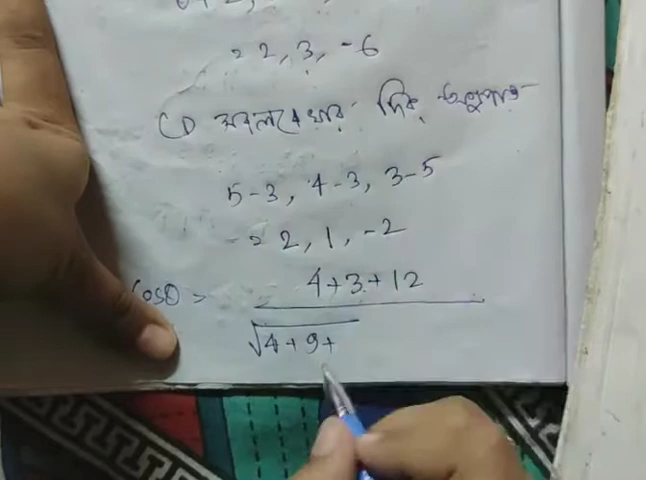 = 2, 3, -6
CD সরলরেখার দিক্ অনুপাত
5-3, 4-3, 3-5
= 2, 1, -2
Cosθ = 4+3+12
√4+9+